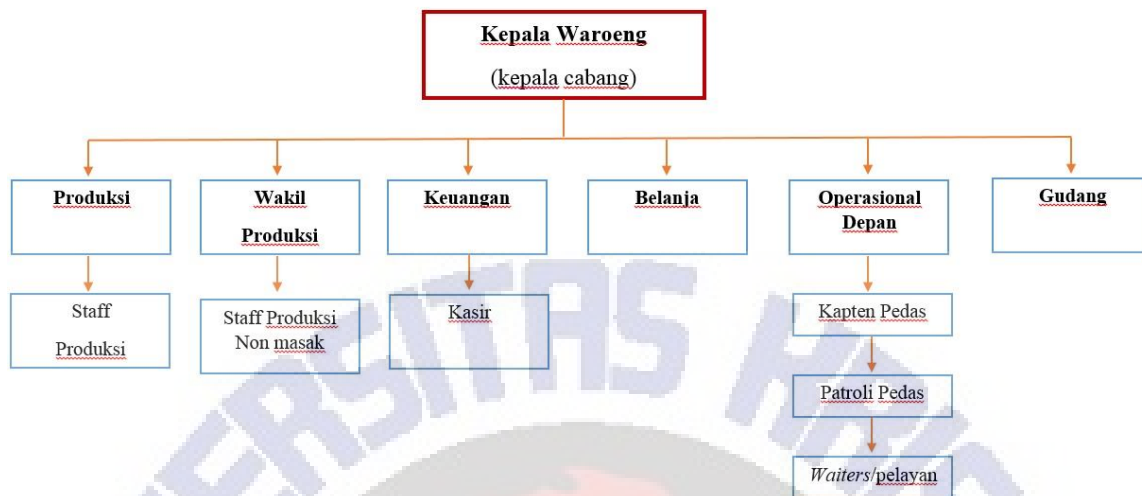 Kepala Waroeng
(kepala cabang)
Produksi
Wakil
Produksi
Keuangan
Belanja
Operasional
Depan
Gudang
Staff
Produksi
Staff Produksi
Non masak
Kasir
Kapten Pedas
Patroli Pedas
Waiters/pelayan